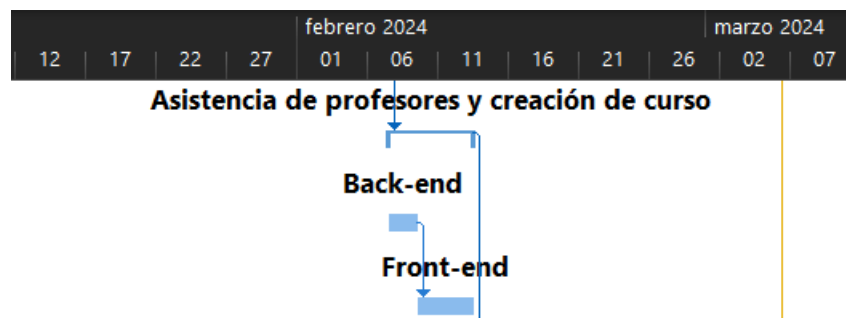 febrero 2024 marzo 2024
12 17 22 27 01 06 11 16 21 26 02 07
Asistencia de profesores y creación de curso
Back-end
Front-end